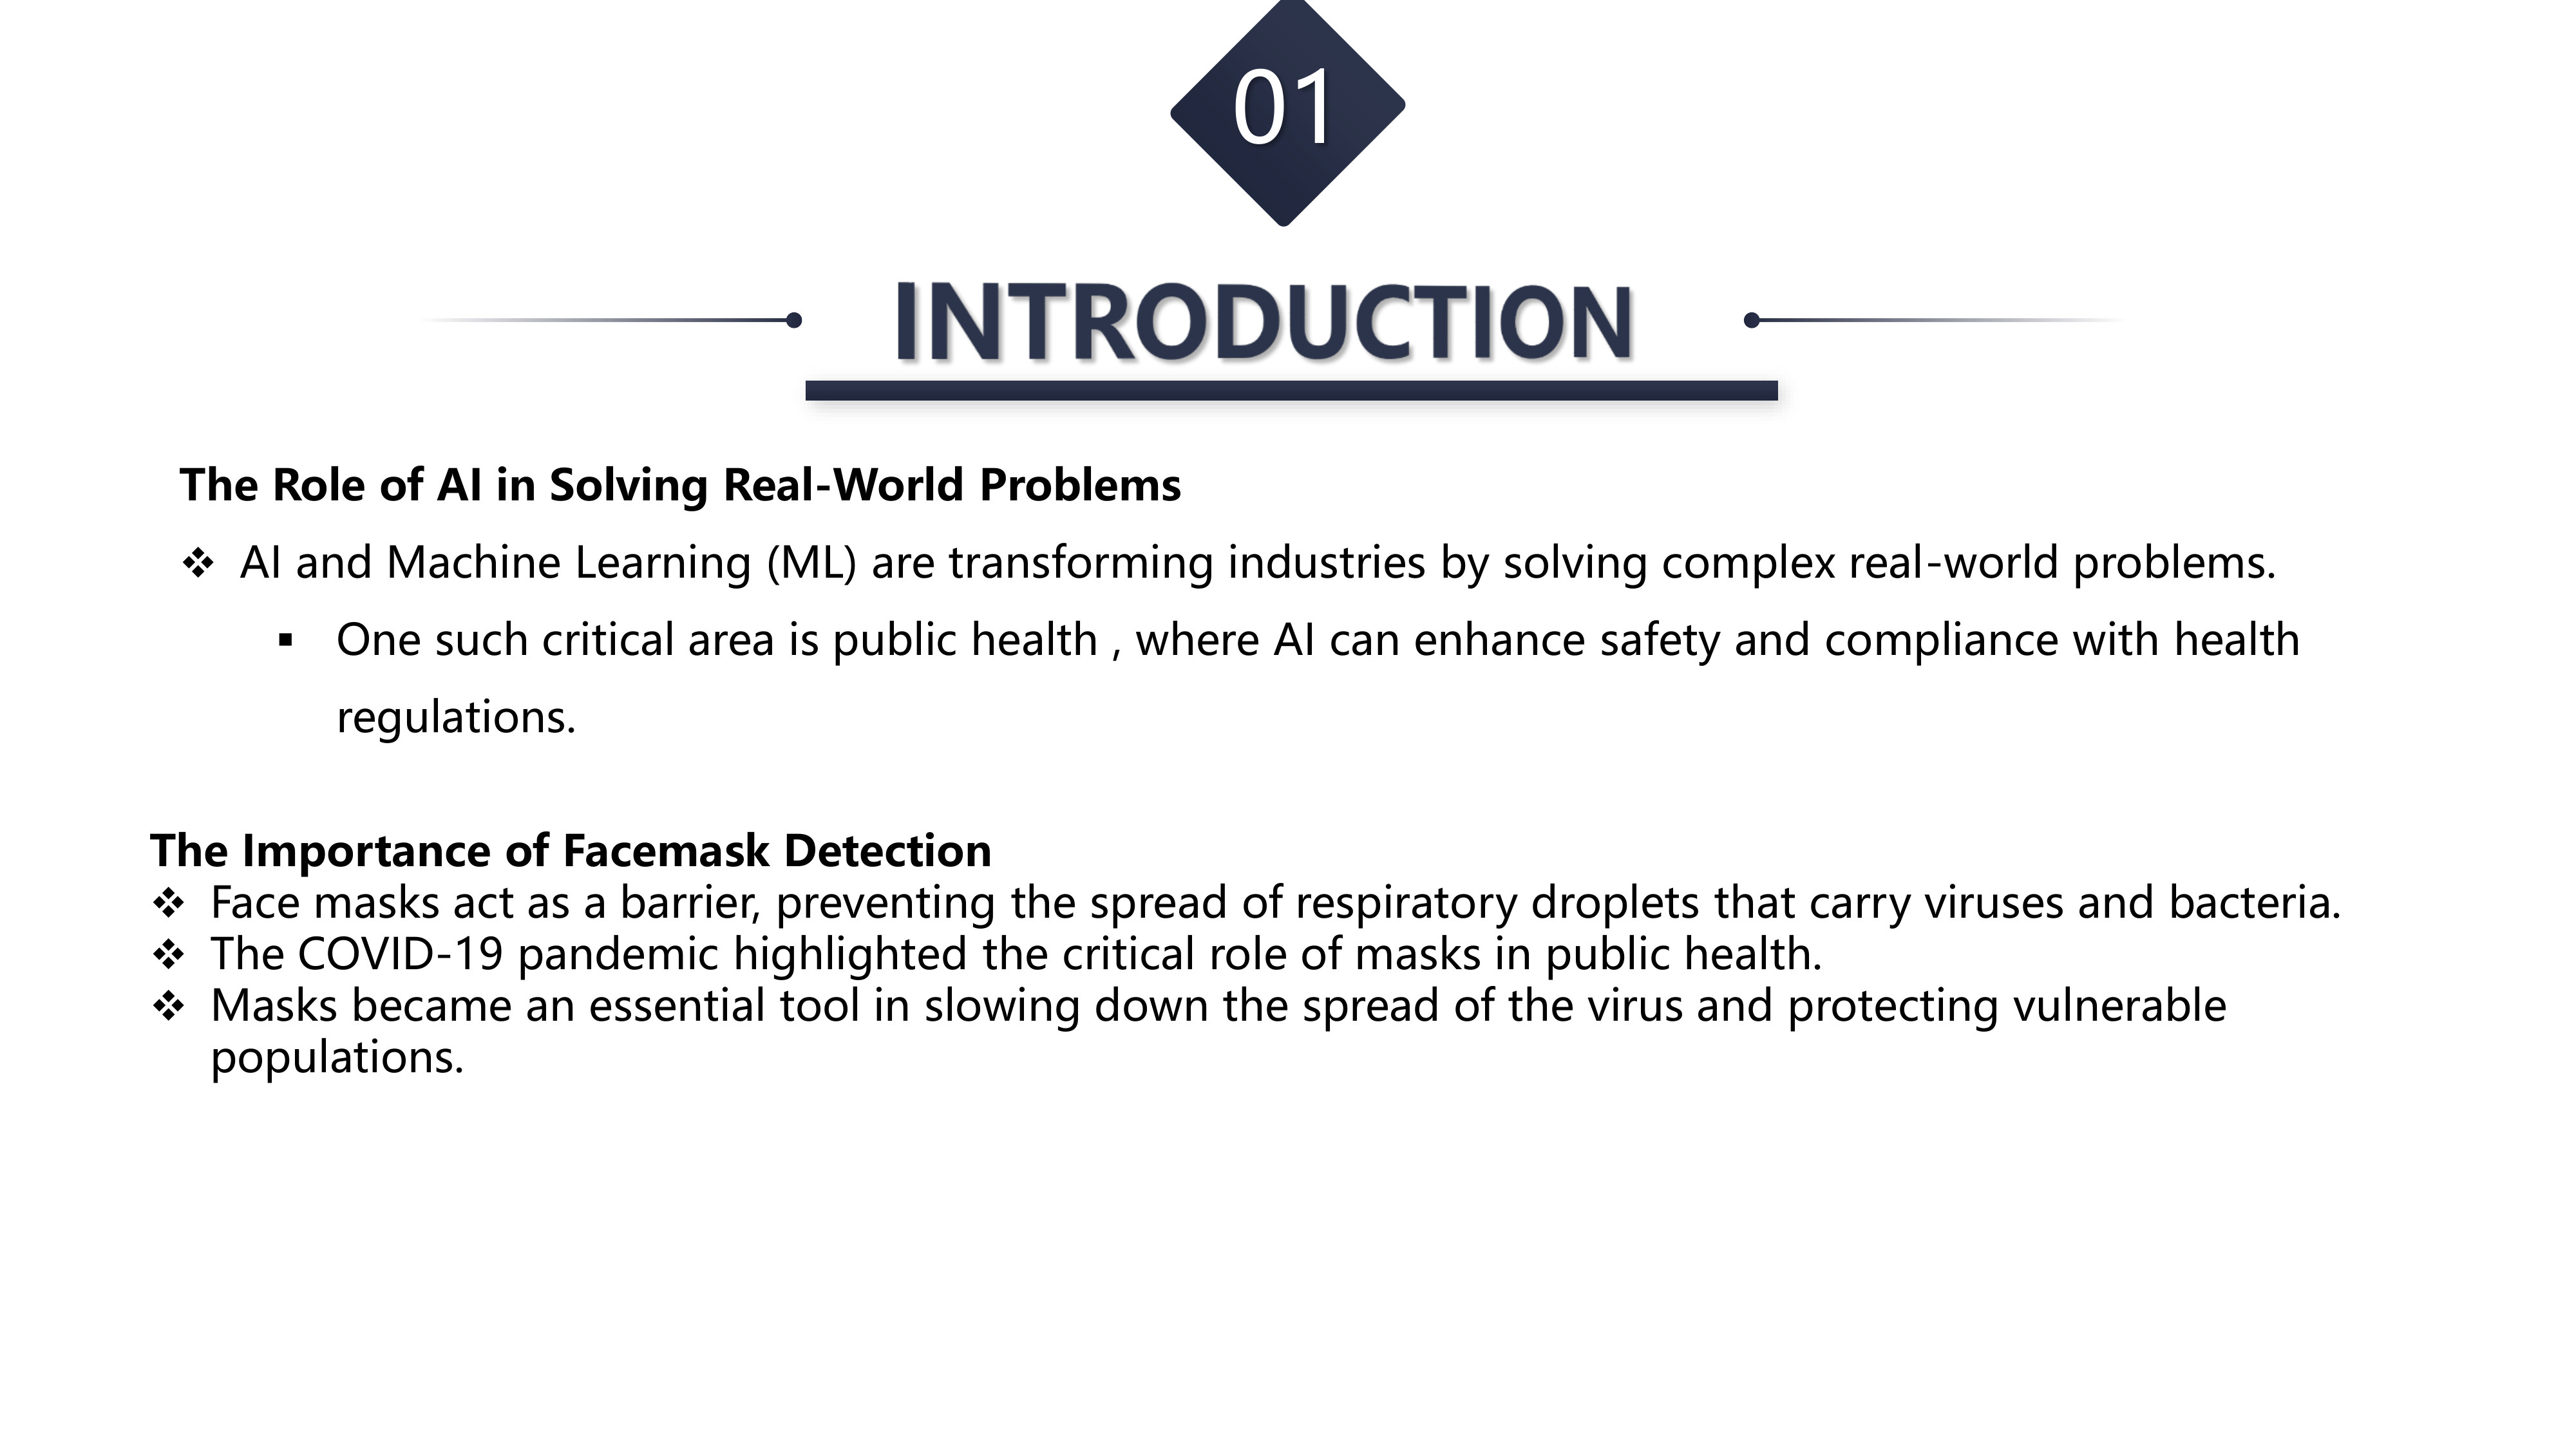 01
INTRODUCTION
The Role of AI in Solving Real-World Problems
❖ AI and Machine Learning (ML) are transforming industries by solving complex real-world problems.
▪ One such critical area is public health , where AI can enhance safety and compliance with health
regulations.
The Importance of Facemask Detection
❖ Face masks act as a barrier, preventing the spread of respiratory droplets that carry viruses and bacteria.
❖ The COVID-19 pandemic highlighted the critical role of masks in public health.
❖ Masks became an essential tool in slowing down the spread of the virus and protecting vulnerable
populations.